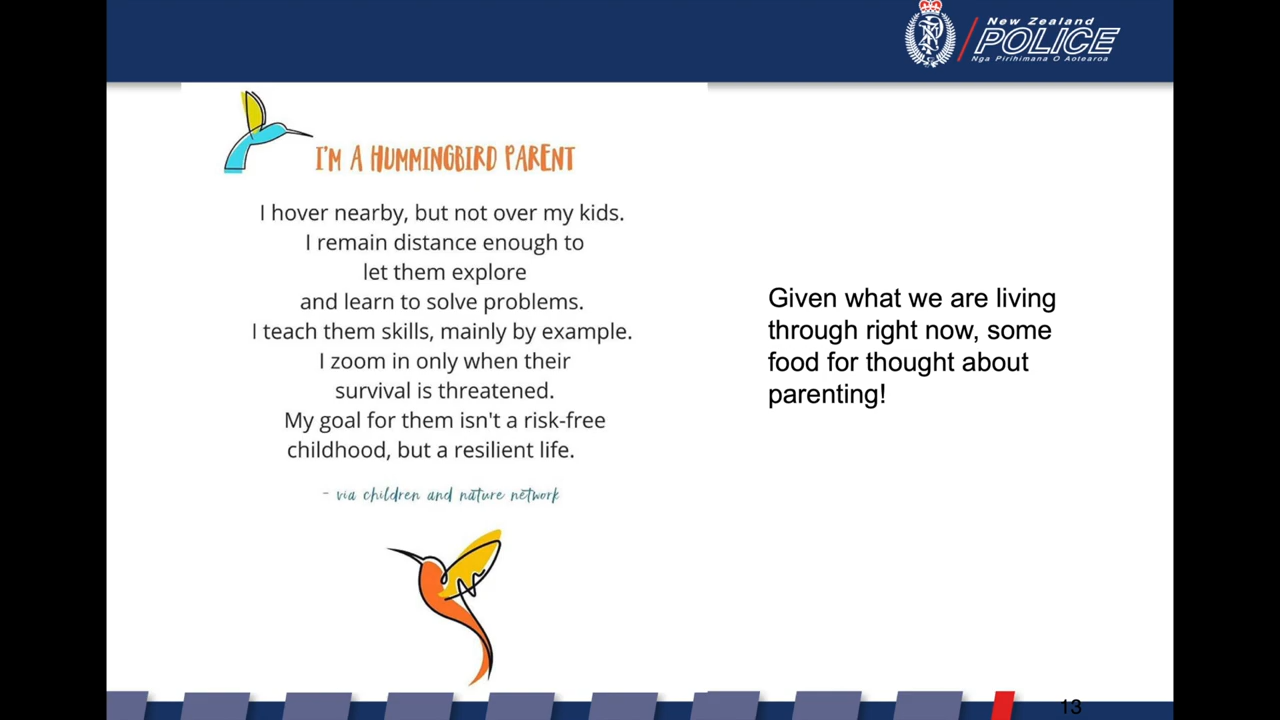 New Zealand
POLICE
Nga Pirihimana O Aotearoa
I'M A HUMMINGBIRD PARENT
I hover nearby, but not over my kids.
I remain distance enough to
let them explore
and learn to solve problems.
I teach them skills, mainly by example.
I zoom in only when their
survival is threatened.
My goal for them isn't a risk-free
childhood, but a resilient life.
- via children and nature network
Given what we are living
through right now, some
food for thought about
parenting!
13